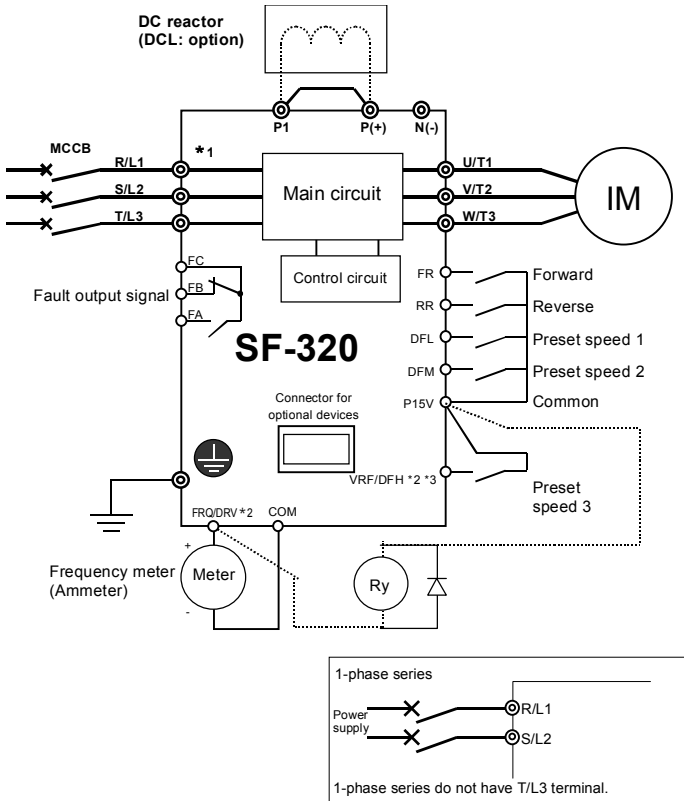 DC reactor
(DCL: option)
P1
P(+)
N(-)
MCCB
R/L1
*1
U/T1
S/L2
Main circuit
V/T2
IM
T/L3
W/T3
FC
Control circuit
FR
Forward
Fault output signal
FB
FA
RR
Reverse
SF-320
DFL
Preset speed 1
DFM
Preset speed 2
Connector for
optional devices
P15V
Common
VRF/DFH *2 *3
Preset
speed 3
FRQ/DRV *2
COM
+
Frequency meter
(Ammeter)
Meter
-
Ry
1-phase series
Power
supply
R/L1
S/L2
1-phase series do not have T/L3 terminal.